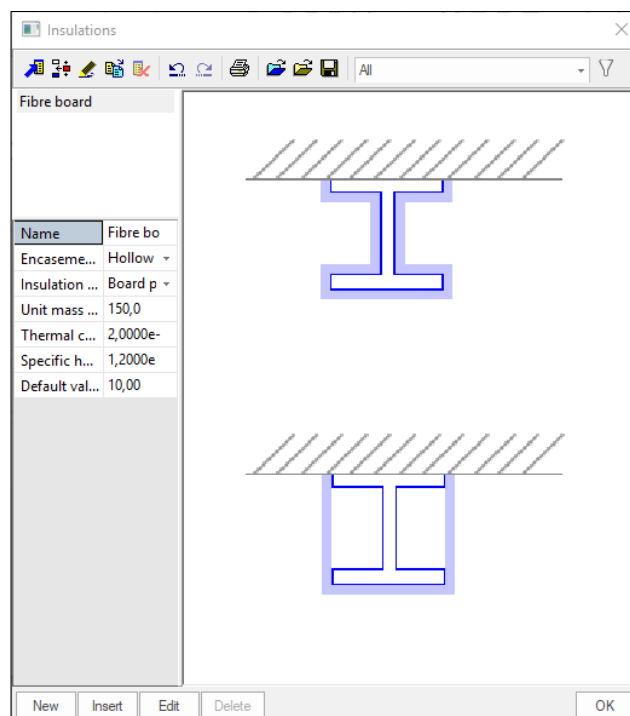 Insulations
All
Fibre board
Name Fibre bo
Encaseme... Hollow
Insulation ... Board p
Unit mass ... 150,0
Thermal c... 2,0000e-
Specific h... 1,2000e
Default val... 10,00
New Insert Edit Delete OK